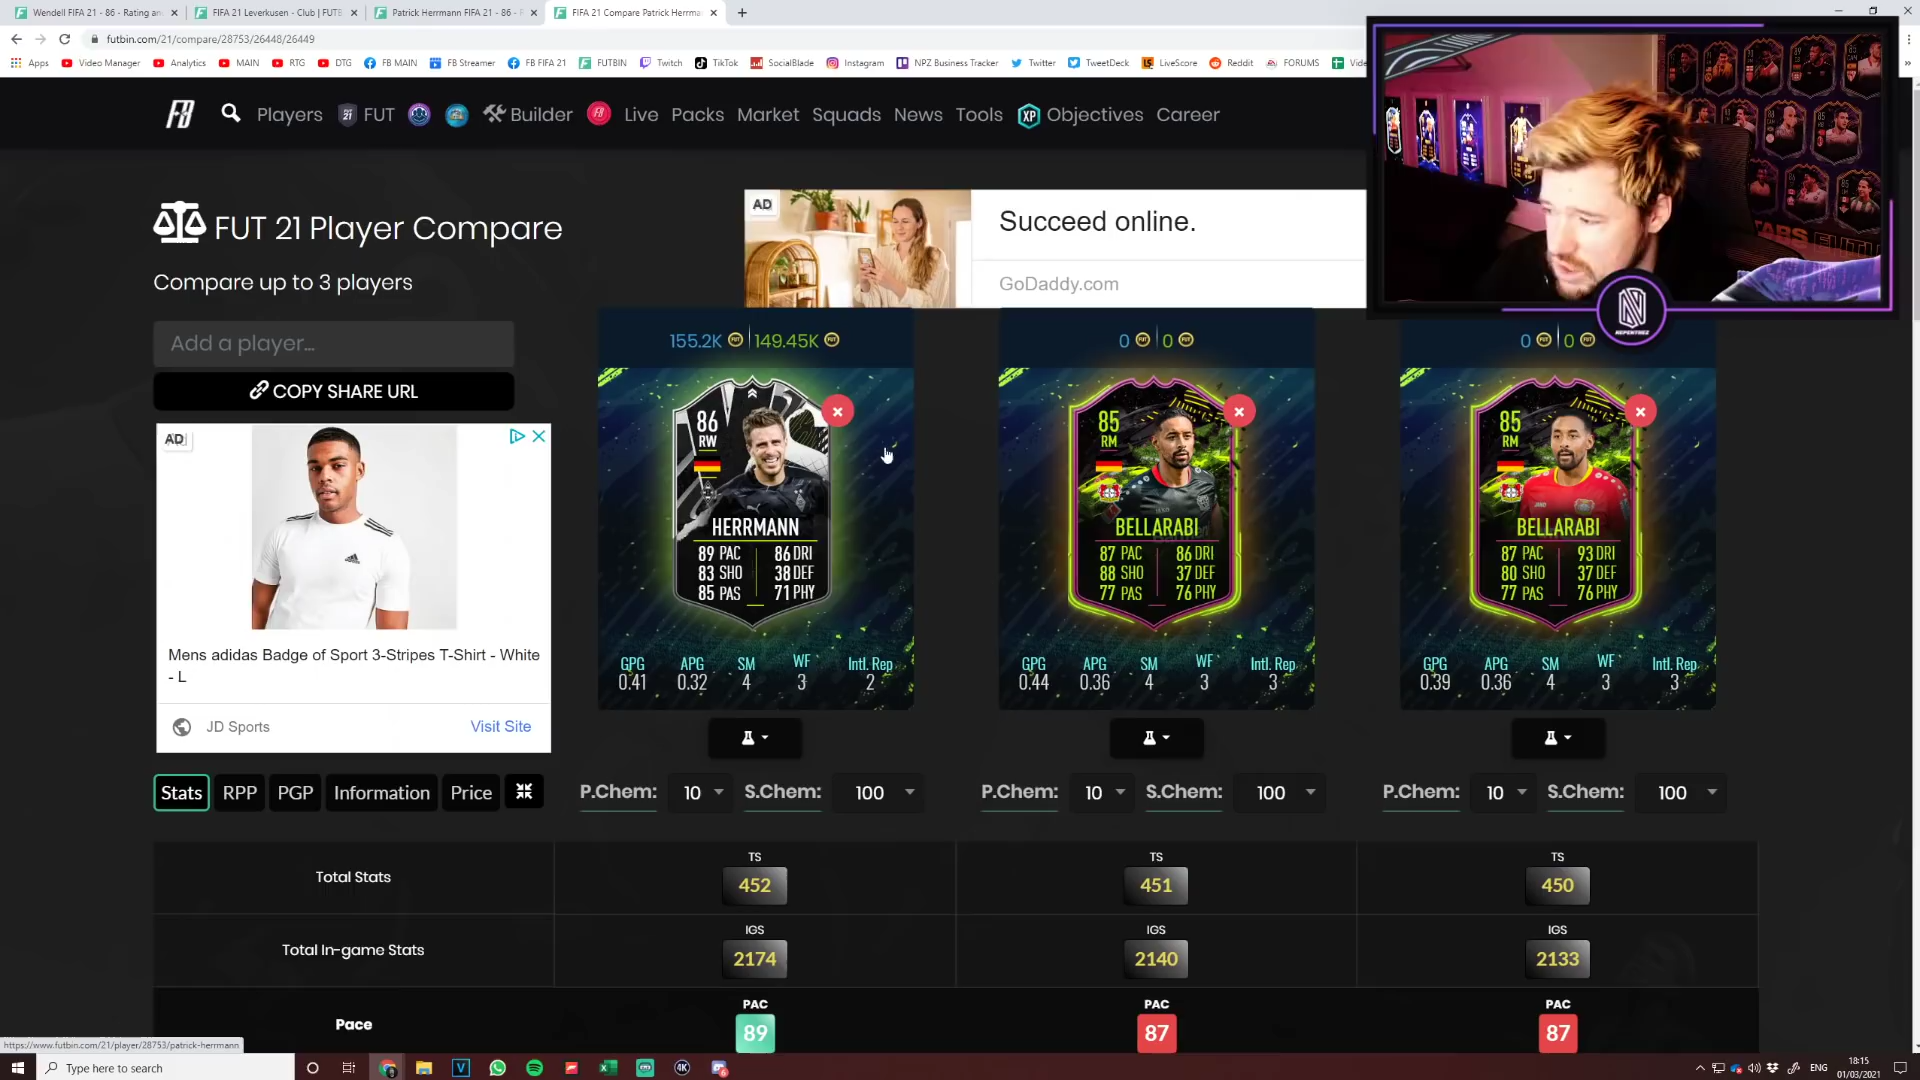 Wendell FIFA 21 - 86 - Rating an
FIFA 21 Leverkusen - Club | FUTB
Patrick Herrmann FIFA 21 - 86 -
FIFA 21 Compare Patrick Herrma
futbin.com/21/compare/28753/26448/26449
Apps Video Manager Analytics MAIN RTG DTG FB MAIN FB Streamer FB FIFA 21 FUTBIN Twitch TikTok SocialBlade Instagram NPZ Business Tracker Twitter TweetDeck LiveScore Reddit FORUMS Vide
Players FUT Builder Live Packs Market Squads News Tools XP Objectives Career
FUT 21 Player Compare
Compare up to 3 players
Add a player...
COPY SHARE URL
AD
Succeed online.
GoDaddy.com
AD
Mens adidas Badge of Sport 3-Stripes T-Shirt - White
- L
JD Sports
Visit Site
155.2K 149.45K
86
RW
HERRMANN
89 PAC 86 DRI
83 SHO 38 DEF
85 PAS 71 PHY
GPG APG SM WF Intl. Rep
0.41 0.32 4 3 2
0 0
85
RM
BELLARABI
87 PAC 86 DRI
88 SHO 37 DEF
77 PAS 76 PHY
GPG APG SM WF Intl. Rep
0.44 0.36 4 3 3
0 0
85
RM
BELLARABI
87 PAC 93 DRI
80 SHO 37 DEF
77 PAS 76 PHY
GPG APG SM WF Intl. Rep
0.39 0.36 4 3 3
Stats RPP PGP Information Price
P.Chem: 10 S.Chem: 100
P.Chem: 10 S.Chem: 100
P.Chem: 10 S.Chem: 100
TS TS TS
Total Stats 452 451 450
IGS IGS IGS
Total In-game Stats 2174 2140 2133
PAC PAC PAC
Pace 89 87 87
https://www.futbin.com/21/player/28753/patrick-herrmann
Type here to search
ENG
18:15
01/03/2021